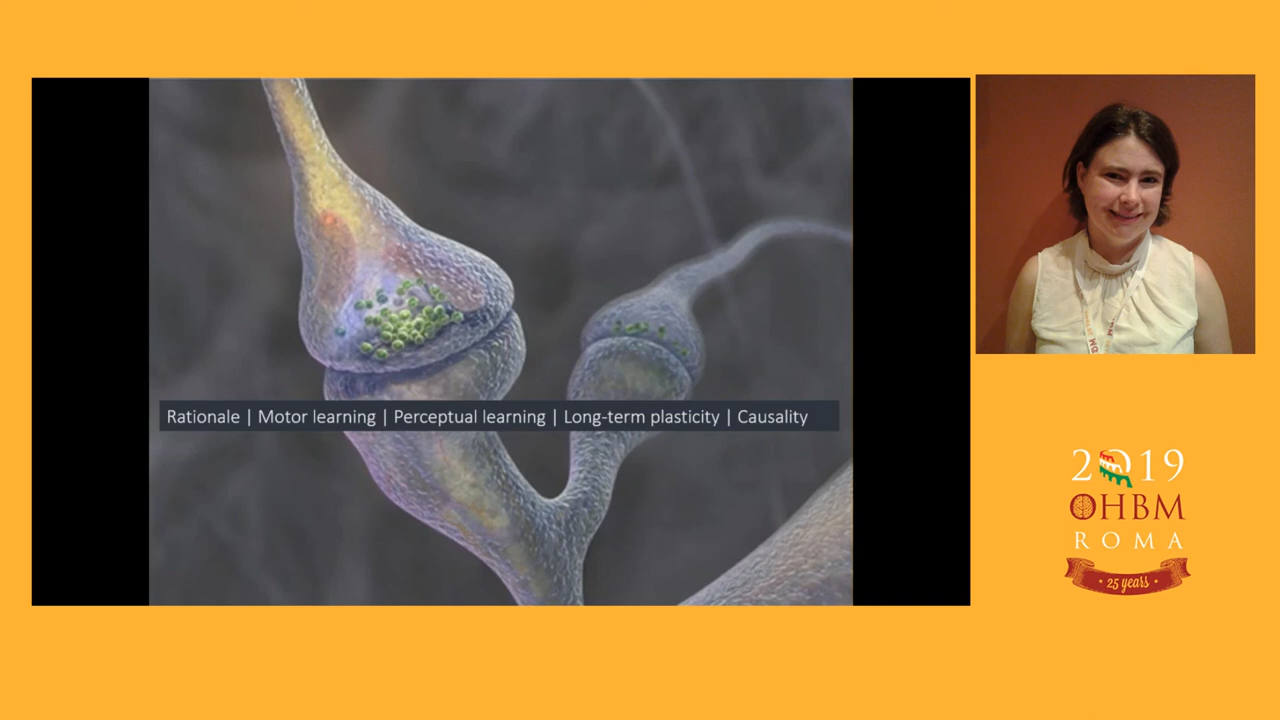 Rationale | Motor learning | Perceptual learning | Long-term plasticity | Causality
2019
OHBM
ROMA
25 years